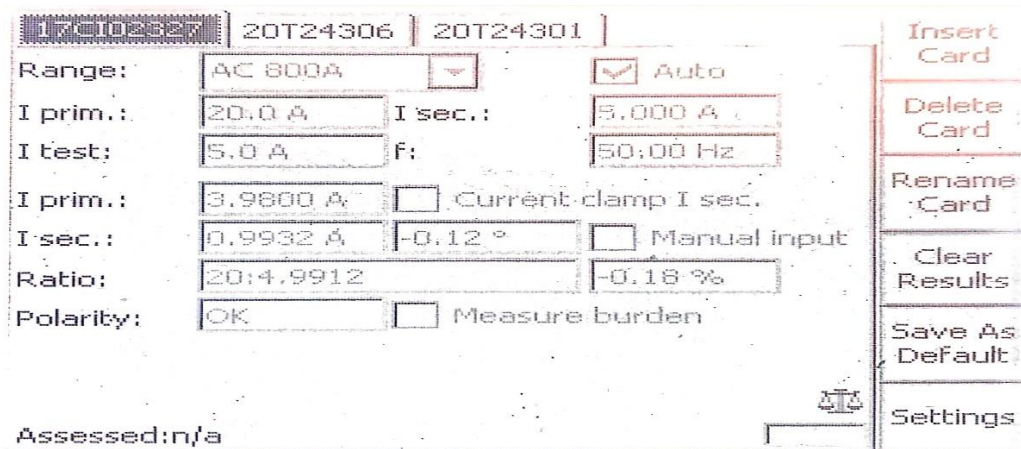 17CID2327 20T24306 20T24301
Range: AC 800A Auto
I prim.: 20.0 A I sec.: 5.000 A
I test: 5.0 A f: 50.00 Hz
I prim.: 3.9800 A Current clamp I sec.
I sec.: 0.9932 A -0.12 ° Manual input
Ratio: 20:4.9912 -0.18 %
Polarity: OK Measure burden
Assessed:n/a
Insert
Card
Delete
Card
Rename
Card
Clear
Results
Save As
Default
Settings